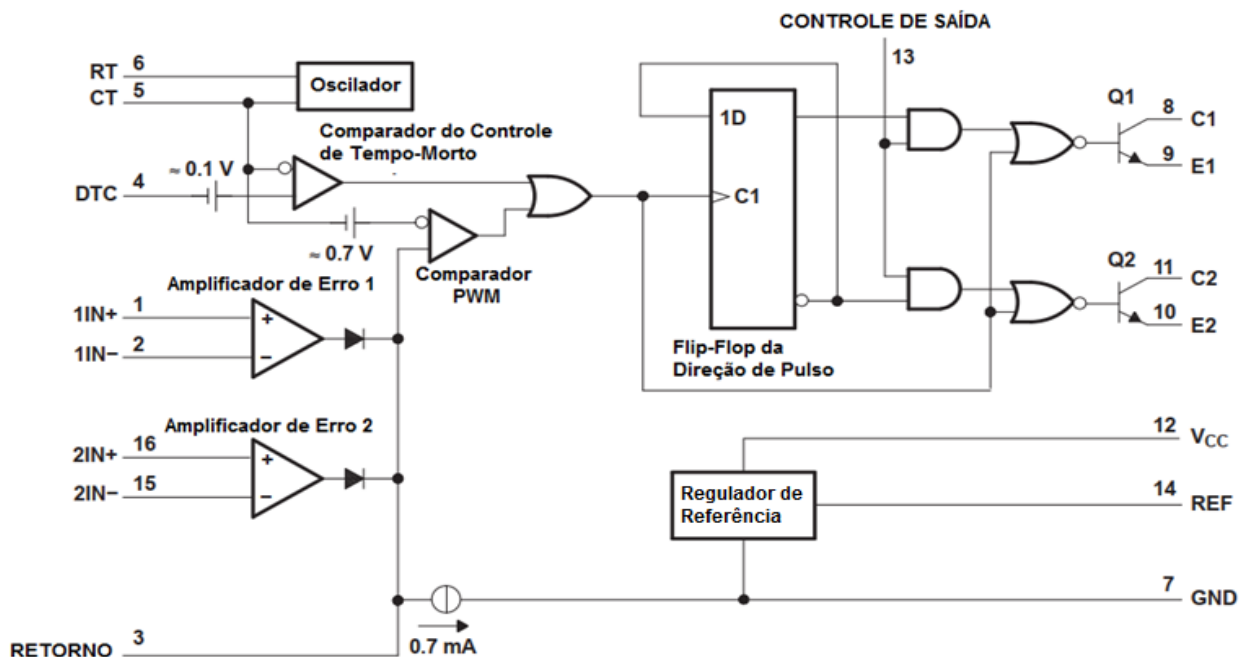 CONTROLE DE SAÍDA
13
RT 6
CT 5
Oscilador
Comparador do Controle
de Tempo-Morto
≈ 0.1 V
DTC 4
≈ 0.7 V
Comparador
PWM
1D
C1
Flip-Flop da
Direção de Pulso
Q1
8 C1
9 E1
Q2
11 C2
10 E2
Amplificador de Erro 1
1IN+ 1
+
1IN− 2
−
Amplificador de Erro 2
2IN+ 16
+
2IN− 15
−
12 VCC
Regulador de
Referência
14 REF
7 GND
0.7 mA
RETORNO 3